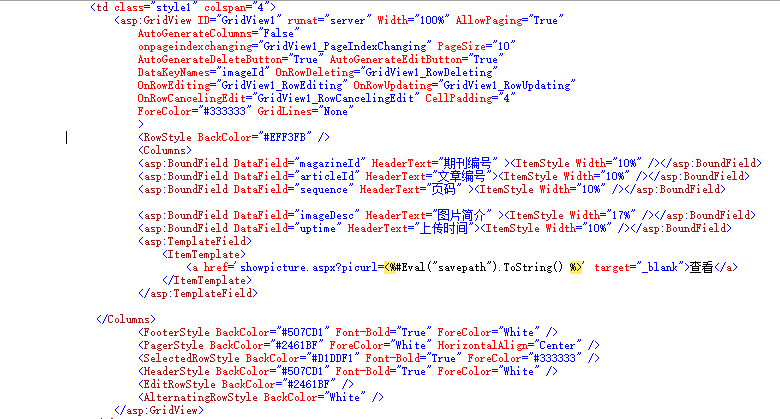 <td class="style1" colspan="4">
<asp:GridView ID="GridView1" runat="server" Width="100%" AllowPaging="True"
AutoGenerateColumns="False"
onpageindexchanging="GridView1_PageIndexChanging" PageSize="10"
AutoGenerateDeleteButton="True" AutoGenerateEditButton="True"
DataKeyNames="imageId" OnRowDeleting="GridView1_RowDeleting"
OnRowEditing="GridView1_RowEditing" OnRowUpdating="GridView1_RowUpdating"
OnRowCancelingEdit="GridView1_RowCancelingEdit" CellPadding="4"
ForeColor="#333333" GridLines="None"
>
<RowStyle BackColor="#EFF3FB" />
<Columns>
<asp:BoundField DataField="magazineId" HeaderText="期刊编号" ><ItemStyle Width="10%" /></asp:BoundField>
<asp:BoundField DataField="articleId" HeaderText="文章编号"><ItemStyle Width="10%" /></asp:BoundField>
<asp:BoundField DataField="sequence" HeaderText="页码" ><ItemStyle Width="10%" /></asp:BoundField>
<asp:BoundField DataField="imageDesc" HeaderText="图片简介" ><ItemStyle Width="17%" /></asp:BoundField>
<asp:BoundField DataField="uptime" HeaderText="上传时间"><ItemStyle Width="10%" /></asp:BoundField>
<asp:TemplateField>
<ItemTemplate>
<a href='showpicture.aspx?picurl=<%#Eval("savepath").ToString() %>' target="_blank">查看</a>
</ItemTemplate>
</asp:TemplateField>
</Columns>
<FooterStyle BackColor="#507CD1" Font-Bold="True" ForeColor="White" />
<PagerStyle BackColor="#2461BF" ForeColor="White" HorizontalAlign="Center" />
<SelectedRowStyle BackColor="#D1DDF1" Font-Bold="True" ForeColor="#333333" />
<HeaderStyle BackColor="#507CD1" Font-Bold="True" ForeColor="White" />
<EditRowStyle BackColor="#2461BF" />
<AlternatingRowStyle BackColor="White" />
</asp:GridView>